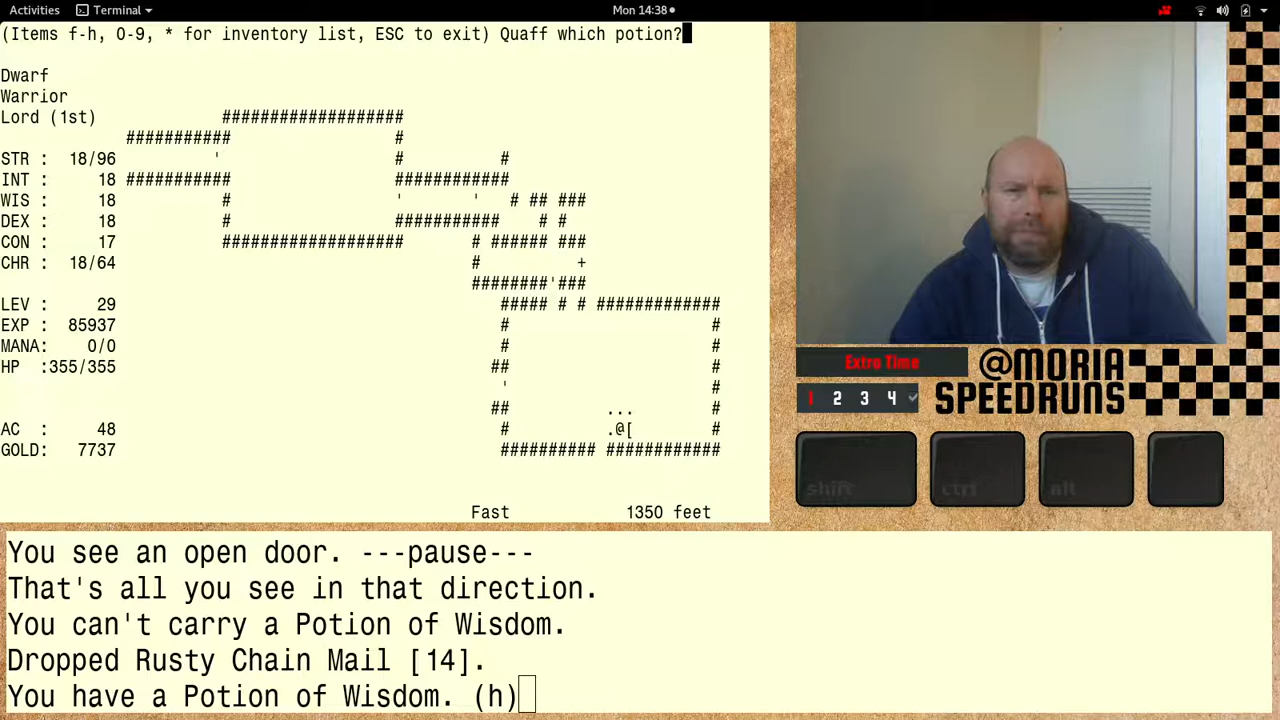 Activities Terminal Mon 14:38
(Items f-h, 0-9, * for inventory list, ESC to exit) Quaff which potion?
Dwarf
Warrior
Lord (1st) ###################
########### #
STR : 18/96 ' # #
INT : 18 ########### ############
WIS : 18 # ' ' # ## ###
DEX : 18 # ########### # #
CON : 17 ################### # ###### ###
CHR : 18/64 # +
########'###
LEV : 29 ##### # # #############
EXP : 85937 # #
MANA: 0/0 # #
HP :355/355 ## #
' #
## ... #
AC : 48 # .@[ #
GOLD: 7737 ########## ############
Fast 1350 feet
Extra Time
1 2 3 4
@MORIA
SPEEDRUNS
shift ctrl alt
You see an open door. ---pause---
That's all you see in that direction.
You can't carry a Potion of Wisdom.
Dropped Rusty Chain Mail [14].
You have a Potion of Wisdom. (h)